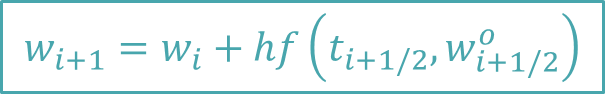 w_{i+1} = w_i + hf(t_{i+1/2}, w^o_{i+1/2})